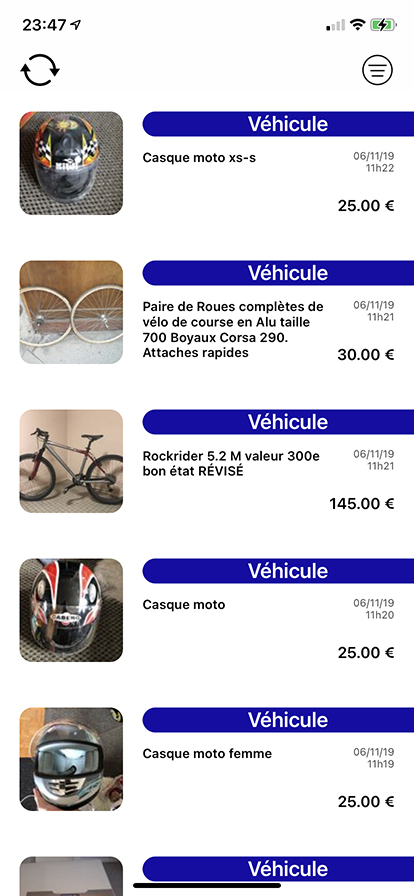 23:47
Véhicule
Casque moto xs-s
06/11/19
11h22
25.00 €
Véhicule
Paire de Roues complètes de
vélo de course en Alu taille
700 Boyaux Corsa 290.
Attaches rapides
06/11/19
11h21
30.00 €
Véhicule
Rockrider 5.2 M valeur 300e
bon état RÉVISÉ
06/11/19
11h21
145.00 €
Véhicule
CABERG
Casque moto
06/11/19
11h20
25.00 €
Véhicule
Casque moto femme
06/11/19
11h19
25.00 €
Véhicule